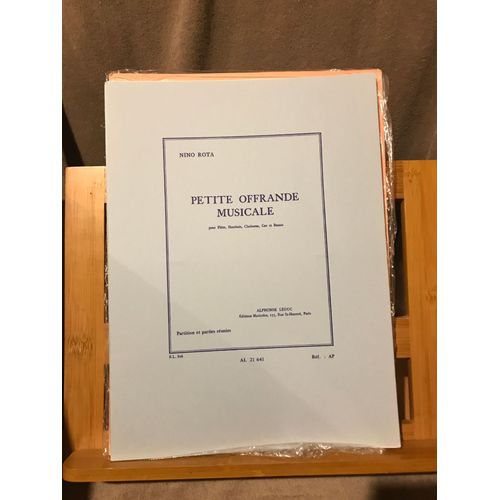 NINO ROTA
PETITE OFFRANDE
MUSICALE
pour Flûte, Hautbois, Clarinette, Cor et Basson
ALPHONSE LEDUC
Éditions Musicales, 175, Rue St-Honoré, Paris
Partition et parties réunies
AL 21 641
Réf. : AP